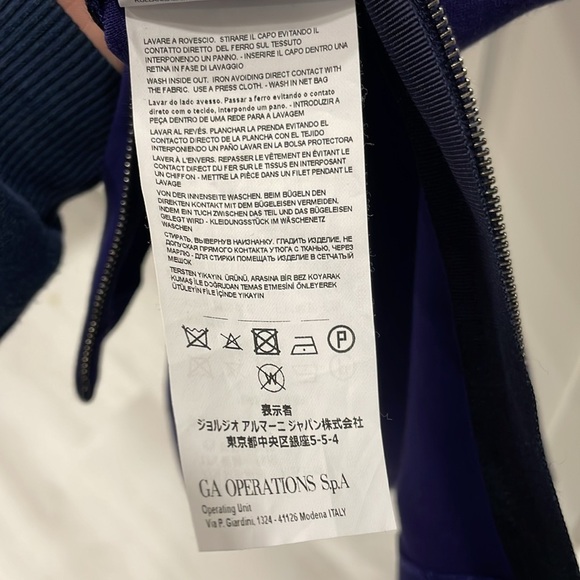 LAVARE A ROVESCIO, STIRARE IL CAPO EVITANDO IL
CONTATTO DIRETTO DEL FERRO SUL TESSUTO
INTERPONENDO UN PANNO. - INSERIRE IL CAPO DENTRO UNA
RETINA IN FASE DI LAVAGGIO
WASH INSIDE OUT. IRON AVOIDING DIRECT CONTACT WITH
THE FABRIC. USE A PRESS CLOTH. - WASH IN NET BAG
Lavar do lado avesso. Passar a ferro evitando o contato
direto com o tecido, interpondo um pano. - INTRODUZIR A
PEÇA DENTRO DE UMA REDE PARA A LAVAGEM
LAVAR AL REVÉS. PLANCHAR LA PRENDA EVITANDO EL
CONTACTO DIRECTO DE LA PLANCHA CON EL TEJIDO
INTERPONIENDO UN PAÑO LAVAR EN LA BOLSA PROTECTORA
LAVER À L'ENVERS. REPASSER LE VÊTEMENT EN ÉVITANT LE
CONTACT DIRECT DU FER SUR LE TISSUS EN INTERPOSANT
UN CHIFFON - METTRE LA PIÈCE DANS UN FILET PENDANT LE
LAVAGE
VON DER INNENSEITE WASCHEN. BEIM BÜGELN DEN
DIREKTEN KONTAKT MIT DEM BÜGELEISEN VERMEIDEN,
INDEM EIN TUCH ZWISCHEN DAS TEIL UND DAS BÜGELEISEN
GELEGT WIRD - KLEIDUNGSSTÜCK IM WÄSCHENETZ
WASCHEN
СТИРАТЬ, ВЫВЕРНУВ НАИЗНАНКУ. ГЛАДИТЬ ИЗДЕЛИЕ, НЕ
ДОПУСКАЯ ПРЯМОГО КОНТАКТА УТЮГА С ТКАНЬЮ, ЧЕРЕЗ
МАРЛЮ - ДЛЯ СТИРКИ ПОМЕЩАТЬ ИЗДЕЛИЕ В СЕТЧАТЫЙ
МЕШОК
TERSTEN YIKAYIN. ÜRÜNÜ, ARASINA BİR BEZ KOYARAK
KUMAŞ İLE DOĞRUDAN TEMAS ETMESİNİ ÖNLEYEREK
ÜTÜLEYİN FİLE İÇİNDE YIKAYIN
P
W
表示者
ジョルジオ アルマーニ ジャパン株式会社
東京都中央区銀座5-5-4
GA OPERATIONS S.p.A
Operating Unit
Via P. Giardini, 1324 - 41126 Modena ITALY